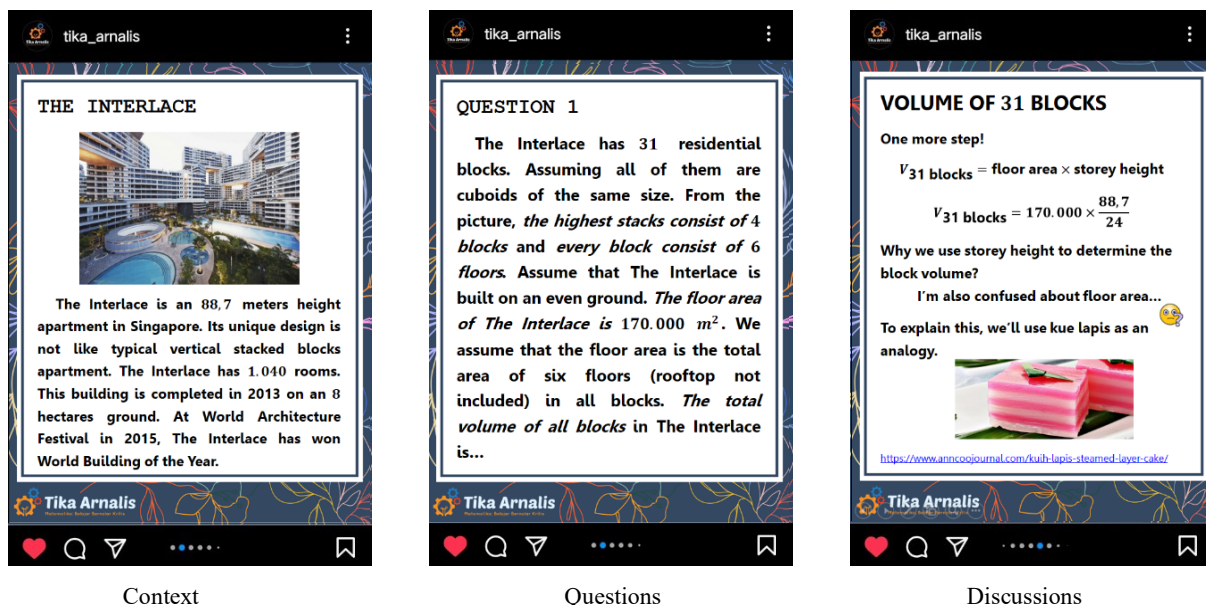 tika_arnalis
THE INTERLACE
The Interlace is an 88,7 meters height
apartment in Singapore. Its unique design is
not like typical vertical stacked blocks
apartment. The Interlace has 1.040 rooms.
This building is completed in 2013 on an 8
hectares ground. At World Architecture
Festival in 2015, The Interlace has won
World Building of the Year.
Tika Arnalis
Context
tika_arnalis
QUESTION 1
The Interlace has 31 residential
blocks. Assuming all of them are
cuboids of the same size. From the
picture, the highest stacks consist of 4
blocks and every block consist of 6
floors. Assume that The Interlace is
built on an even ground. The floor area
of The Interlace is 170.000 m². We
assume that the floor area is the total
area of six floors (rooftop not
included) in all blocks. The total
volume of all blocks in The Interlace
is...
Questions
tika_arnalis
VOLUME OF 31 BLOCKS
One more step!
V31 blocks = floor area × storey height
V31 blocks = 170.000 × 88,7/24
Why we use storey height to determine the
block volume?
I'm also confused about floor area...
To explain this, we'll use kue lapis as an
analogy.
https://www.anncoojournal.com/kuih-lapis-steamed-layer-cake/
Tika Arnalis
Discussions